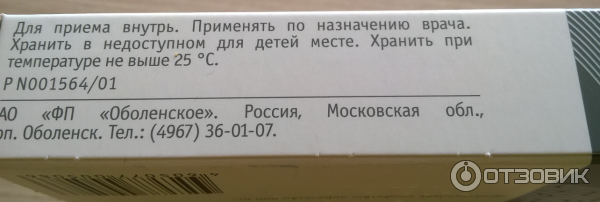 Для приема внутрь. Применять по назначению врача.
Хранить в недоступном для детей месте. Хранить при
температуре не выше 25 °С.
Р N001564/01
АО «ФП «Оболенское». Россия, Московская обл.,
рп. Оболенск. Тел.: (4967) 36-01-07.
ОТЗОВИК